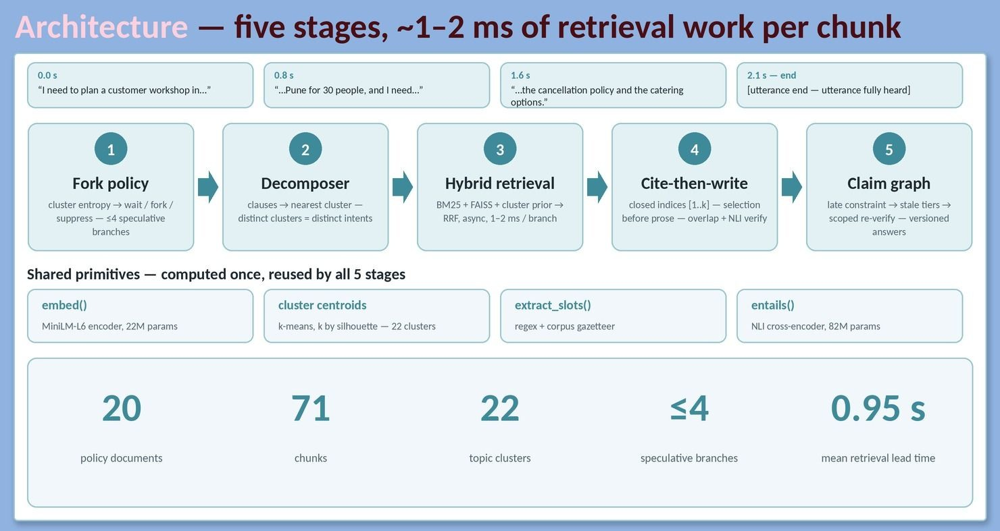 Architecture — five stages, ~1–2 ms of retrieval work per chunk
0.0 s
“I need to plan a customer workshop in…”
0.8 s
“…Pune for 30 people, and I need…”
1.6 s
“…the cancellation policy and the catering
options.”
2.1 s — end
[utterance end — utterance fully heard]
1
Fork policy
cluster entropy → wait / fork /
suppress — ≤4 speculative
branches
2
Decomposer
clauses → nearest cluster —
distinct clusters = distinct intents
3
Hybrid retrieval
BM25 + FAISS + cluster prior →
RRF, async, 1–2 ms / branch
4
Cite-then-write
closed indices [1..k] — selection
before prose — overlap + NLI verify
5
Claim graph
late constraint → stale tiers →
scoped re-verify — versioned
answers
Shared primitives — computed once, reused by all 5 stages
embed()
MiniLM-L6 encoder, 22M params
cluster centroids
k-means, k by silhouette — 22 clusters
extract_slots()
regex + corpus gazetteer
entails()
NLI cross-encoder, 82M params
20
policy documents
71
chunks
22
topic clusters
≤4
speculative branches
0.95 s
mean retrieval lead time